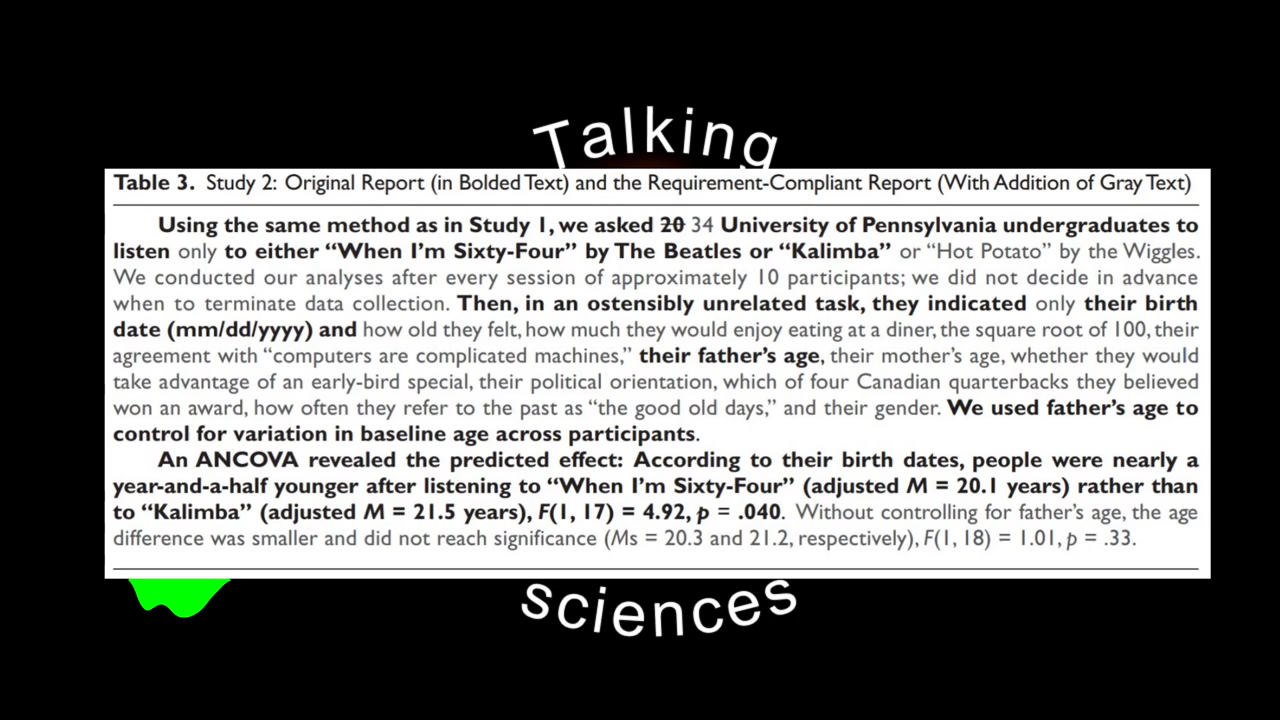 Talking
Table 3. Study 2: Original Report (in Bolded Text) and the Requirement-Compliant Report (With Addition of Gray Text)
Using the same method as in Study 1, we asked 20 34 University of Pennsylvania undergraduates to
listen only to either “When I’m Sixty-Four” by The Beatles or “Kalimba” or “Hot Potato” by the Wiggles.
We conducted our analyses after every session of approximately 10 participants; we did not decide in advance
when to terminate data collection. Then, in an ostensibly unrelated task, they indicated only their birth
date (mm/dd/yyyy) and how old they felt, how much they would enjoy eating at a diner, the square root of 100, their
agreement with “computers are complicated machines,” their father’s age, their mother’s age, whether they would
take advantage of an early-bird special, their political orientation, which of four Canadian quarterbacks they believed
won an award, how often they refer to the past as “the good old days,” and their gender. We used father’s age to
control for variation in baseline age across participants.
An ANCOVA revealed the predicted effect: According to their birth dates, people were nearly a
year-and-a-half younger after listening to “When I’m Sixty-Four” (adjusted M = 20.1 years) rather than
to “Kalimba” (adjusted M = 21.5 years), F(1, 17) = 4.92, p = .040. Without controlling for father’s age, the age
difference was smaller and did not reach significance (Ms = 20.3 and 21.2, respectively), F(1, 18) = 1.01, p = .33.
sciences